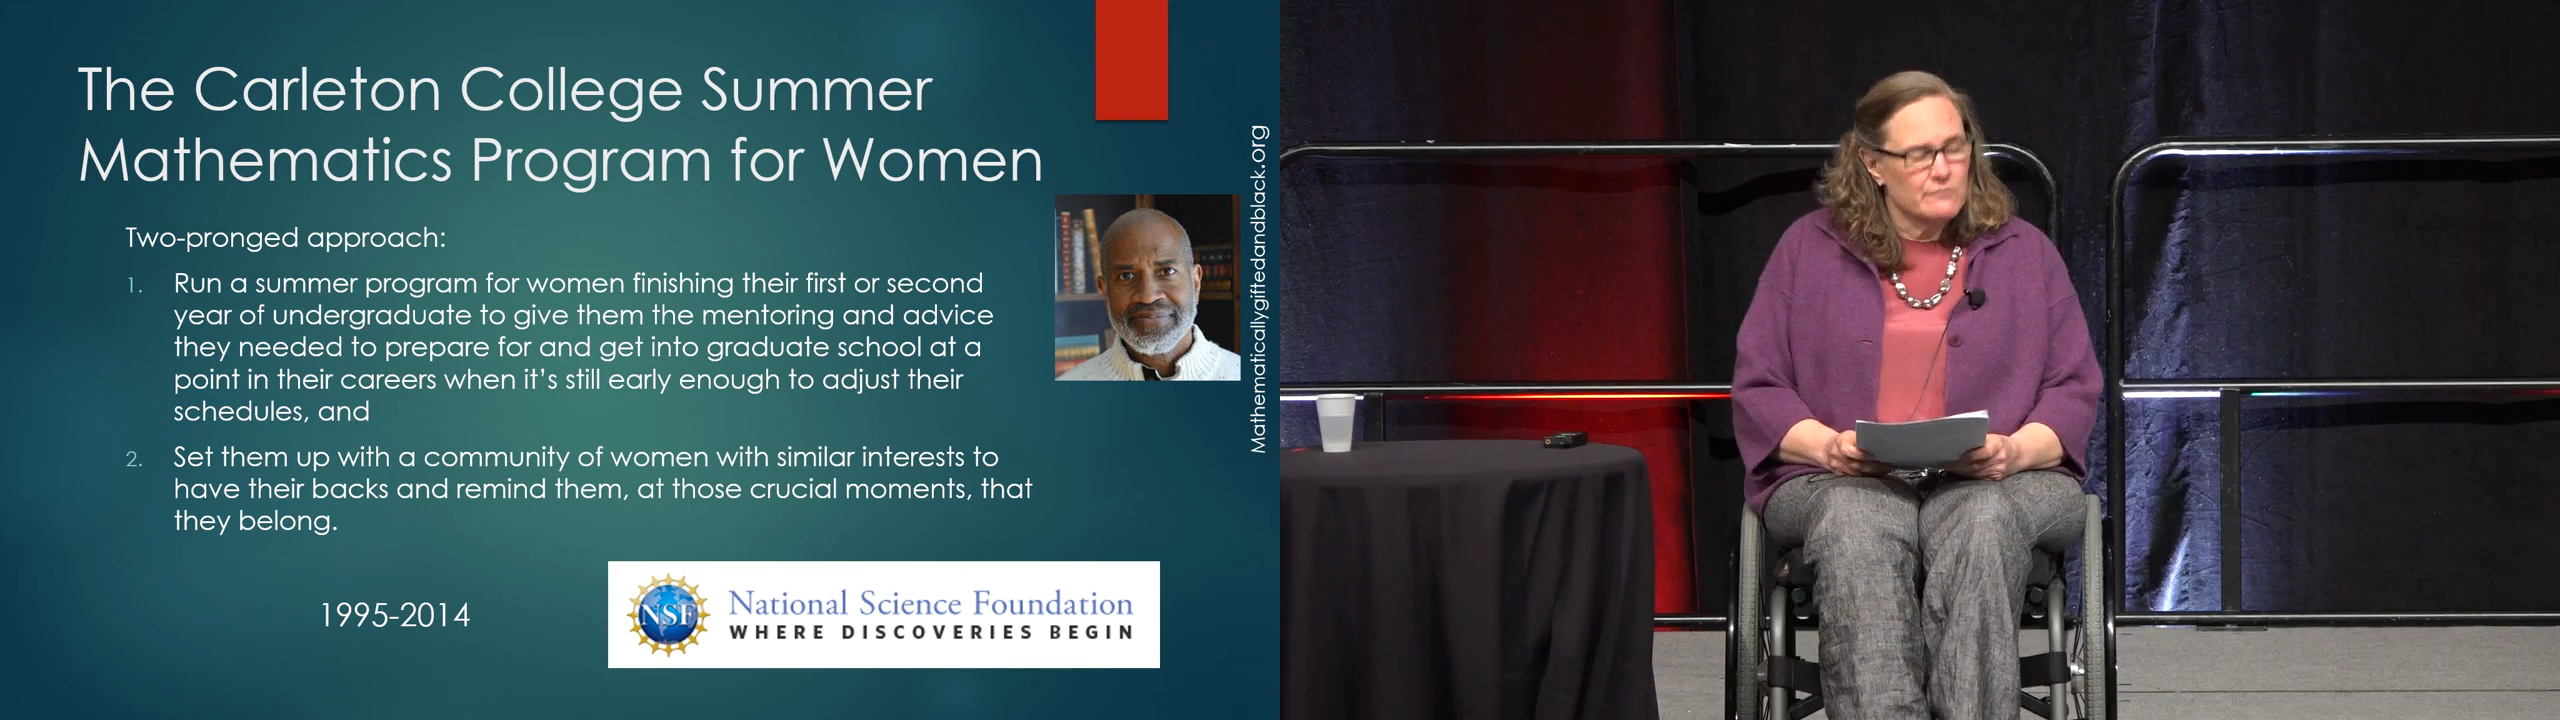 The Carleton College Summer
Mathematics Program for Women
Two-pronged approach:
1. Run a summer program for women finishing their first or second
year of undergraduate to give them the mentoring and advice
they needed to prepare for and get into graduate school at a
point in their careers when it's still early enough to adjust their
schedules, and
2. Set them up with a community of women with similar interests to
have their backs and remind them, at those crucial moments, that
they belong.
Mathematicallygiftedandblack.org
1995-2014
NSF
National Science Foundation
WHERE DISCOVERIES BEGIN